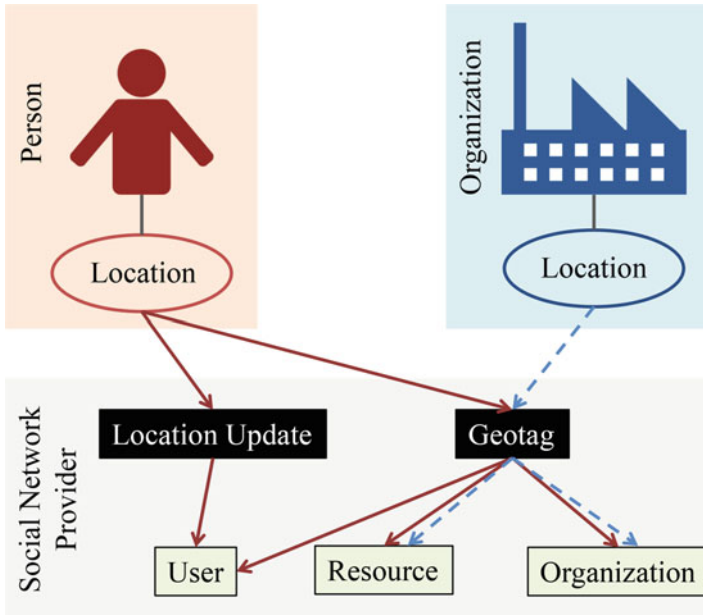 Person
Organization
Location
Location
Social Network
Provider
Location Update
Geotag
User
Resource
Organization